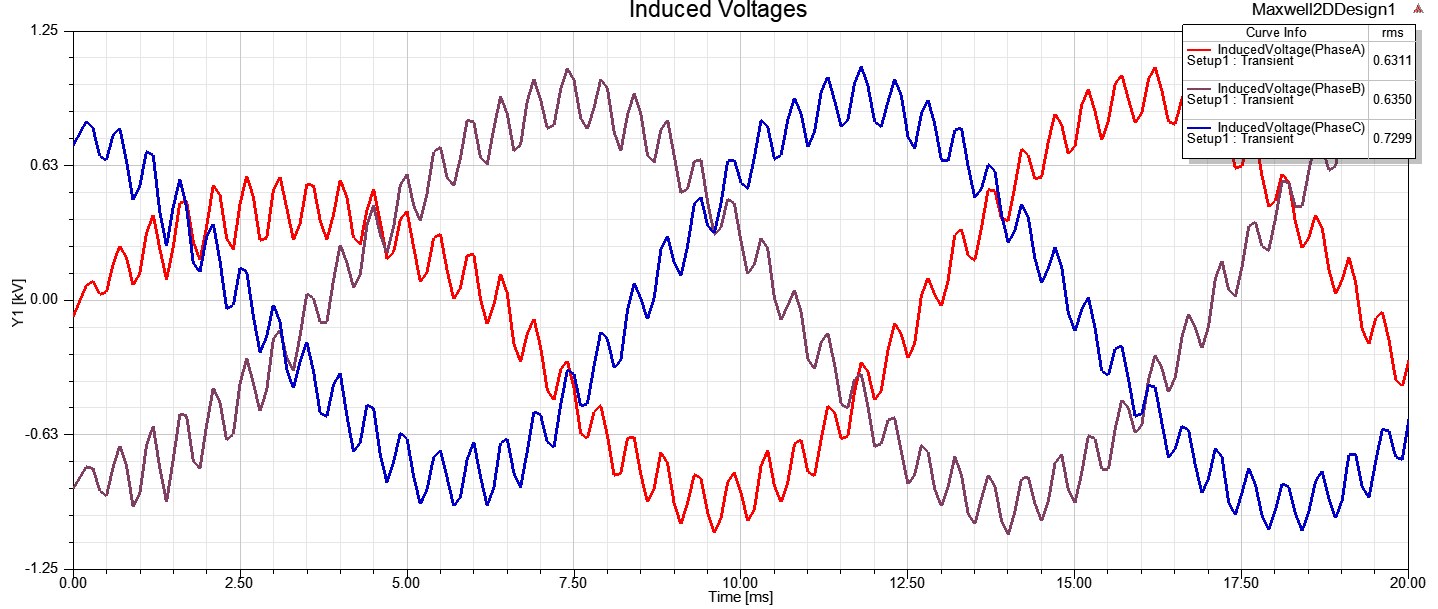 Induced Voltages
Maxwell2DDesign1
Curve Info rms
InducedVoltage(PhaseA)
Setup1 : Transient 0.6311
InducedVoltage(PhaseB)
Setup1 : Transient 0.6350
InducedVoltage(PhaseC)
Setup1 : Transient 0.7299
1.25
0.63
0.00
-0.63
-1.25
Y1 [kV]
0.00 2.50 5.00 7.50 10.00 12.50 15.00 17.50 20.00
Time [ms]